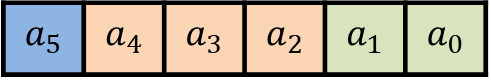 a₅ a₄ a₃ a₂ a₁ a₀